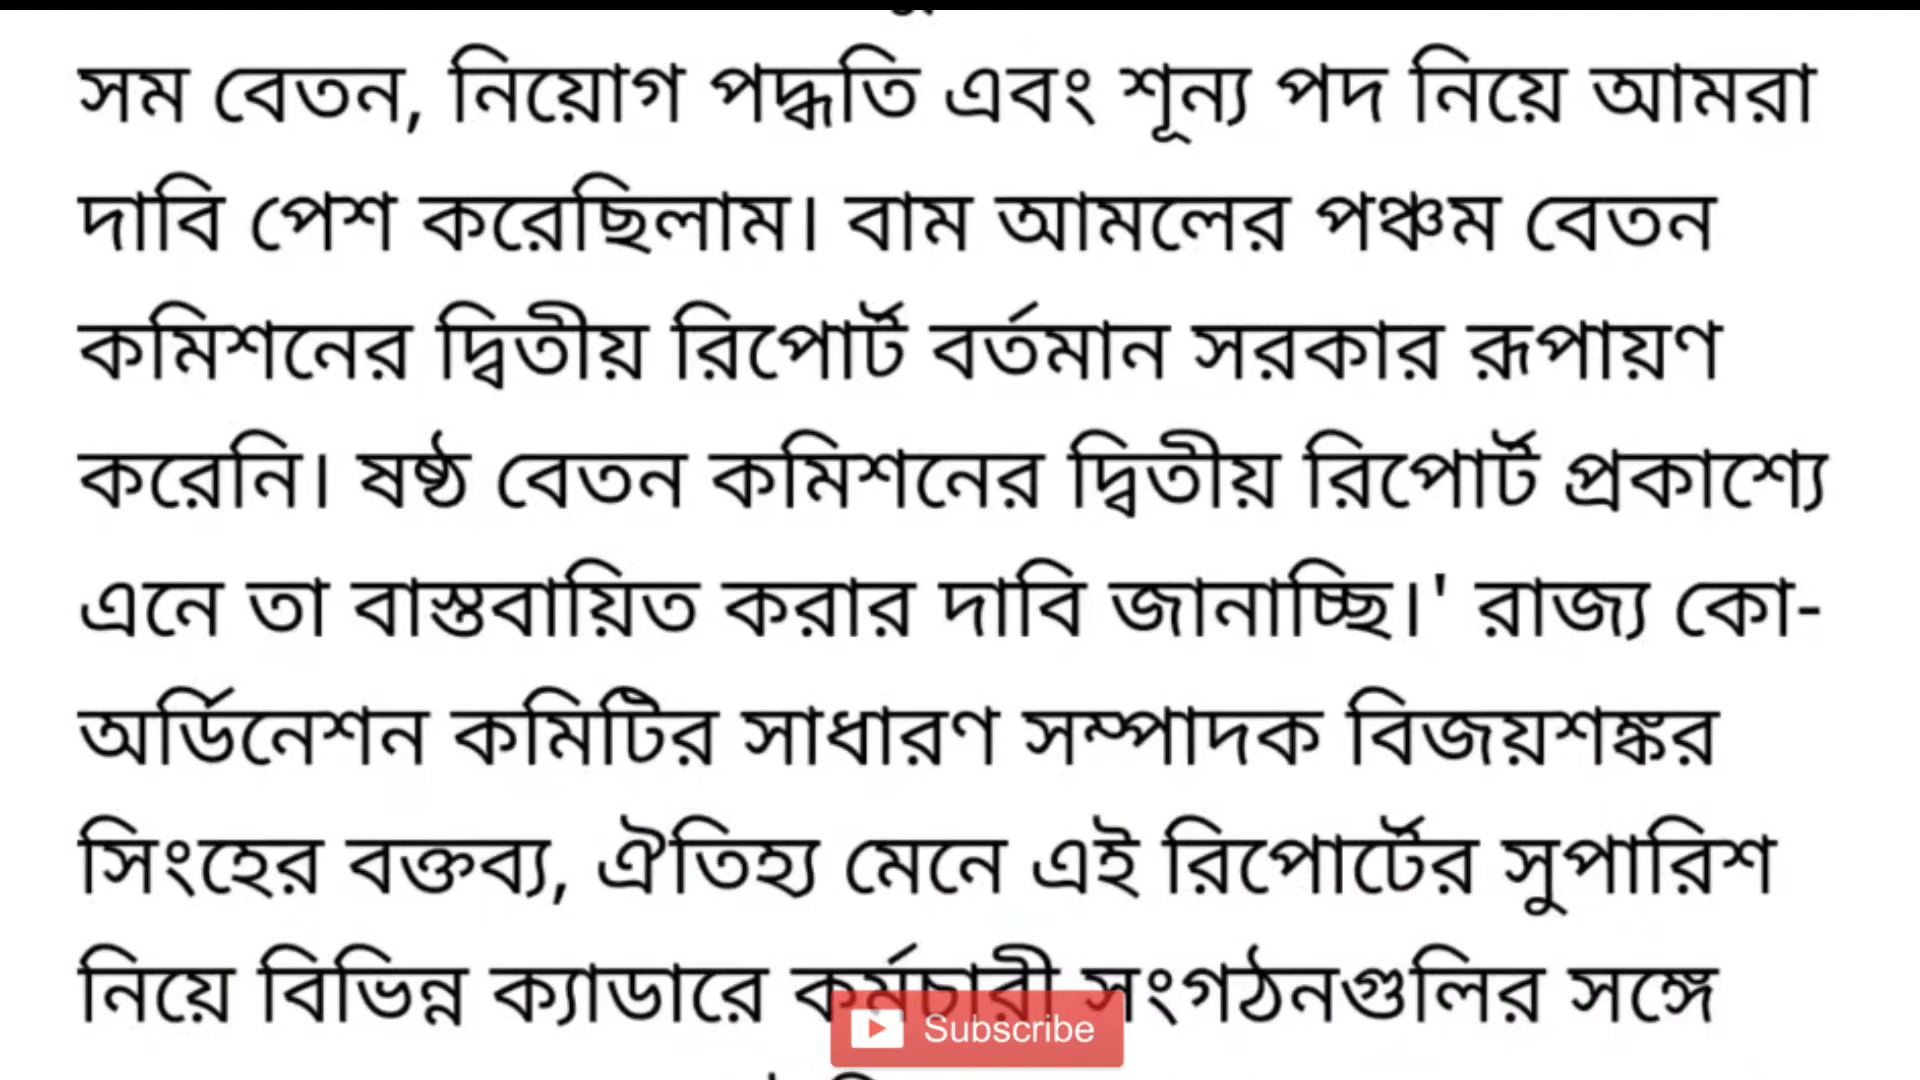 সম বেতন, নিয়োগ পদ্ধতি এবং শূন্য পদ নিয়ে আমরা
দাবি পেশ করেছিলাম। বাম আমলের পঞ্চম বেতন
কমিশনের দ্বিতীয় রিপোর্ট বর্তমান সরকার রূপায়ণ
করেনি। ষষ্ঠ বেতন কমিশনের দ্বিতীয় রিপোর্ট প্রকাশ্যে
এনে তা বাস্তবায়িত করার দাবি জানাচ্ছি।' রাজ্য কো-
অর্ডিনেশন কমিটির সাধারণ সম্পাদক বিজয়শঙ্কর
সিংহের বক্তব্য, ঐতিহ্য মেনে এই রিপোর্টের সুপারিশ
নিয়ে বিভিন্ন ক্যাডারে কর্মচারী সংগঠনগুলির সঙ্গে
Subscribe